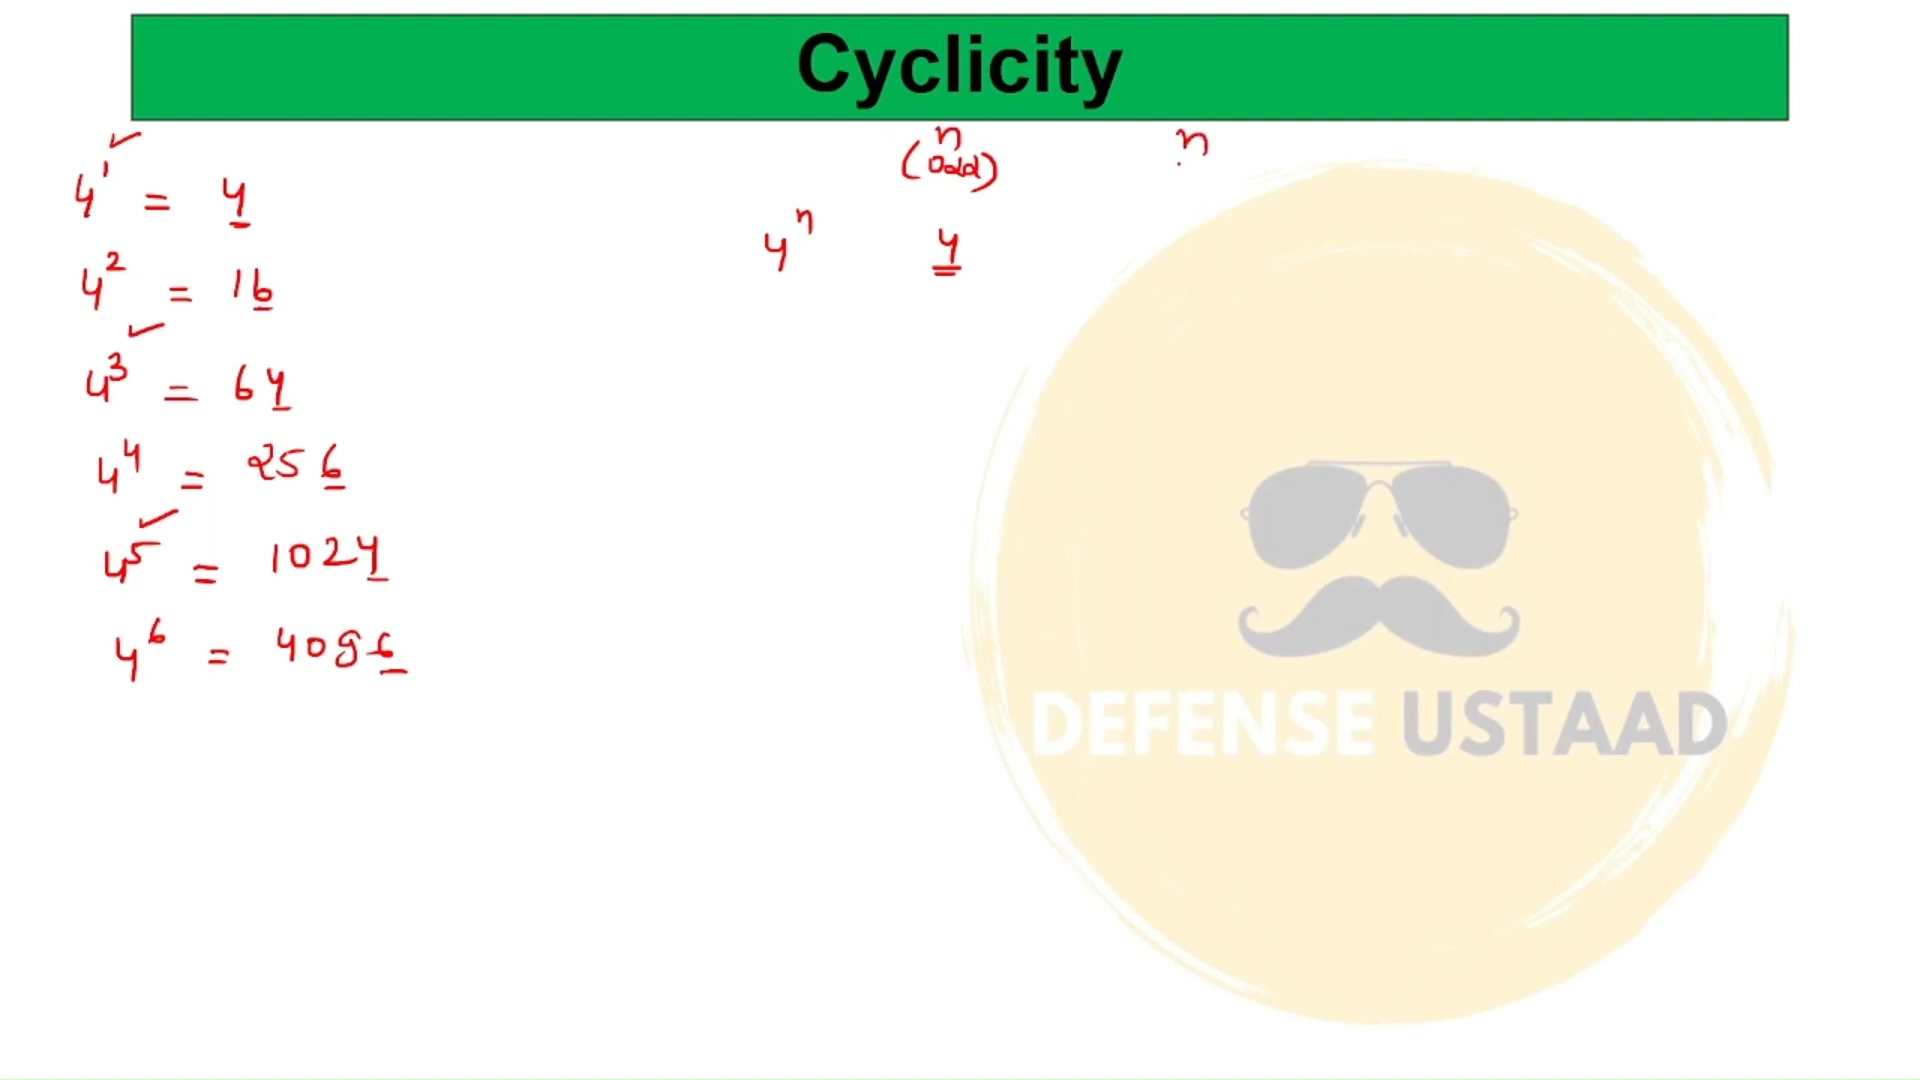 Cyclicity
4¹ = 4
4² = 16
4³ = 64
4⁴ = 256
4⁵ = 1024
4⁶ = 4096
n n
(odd)
4ⁿ 4
DEFENSE USTAAD